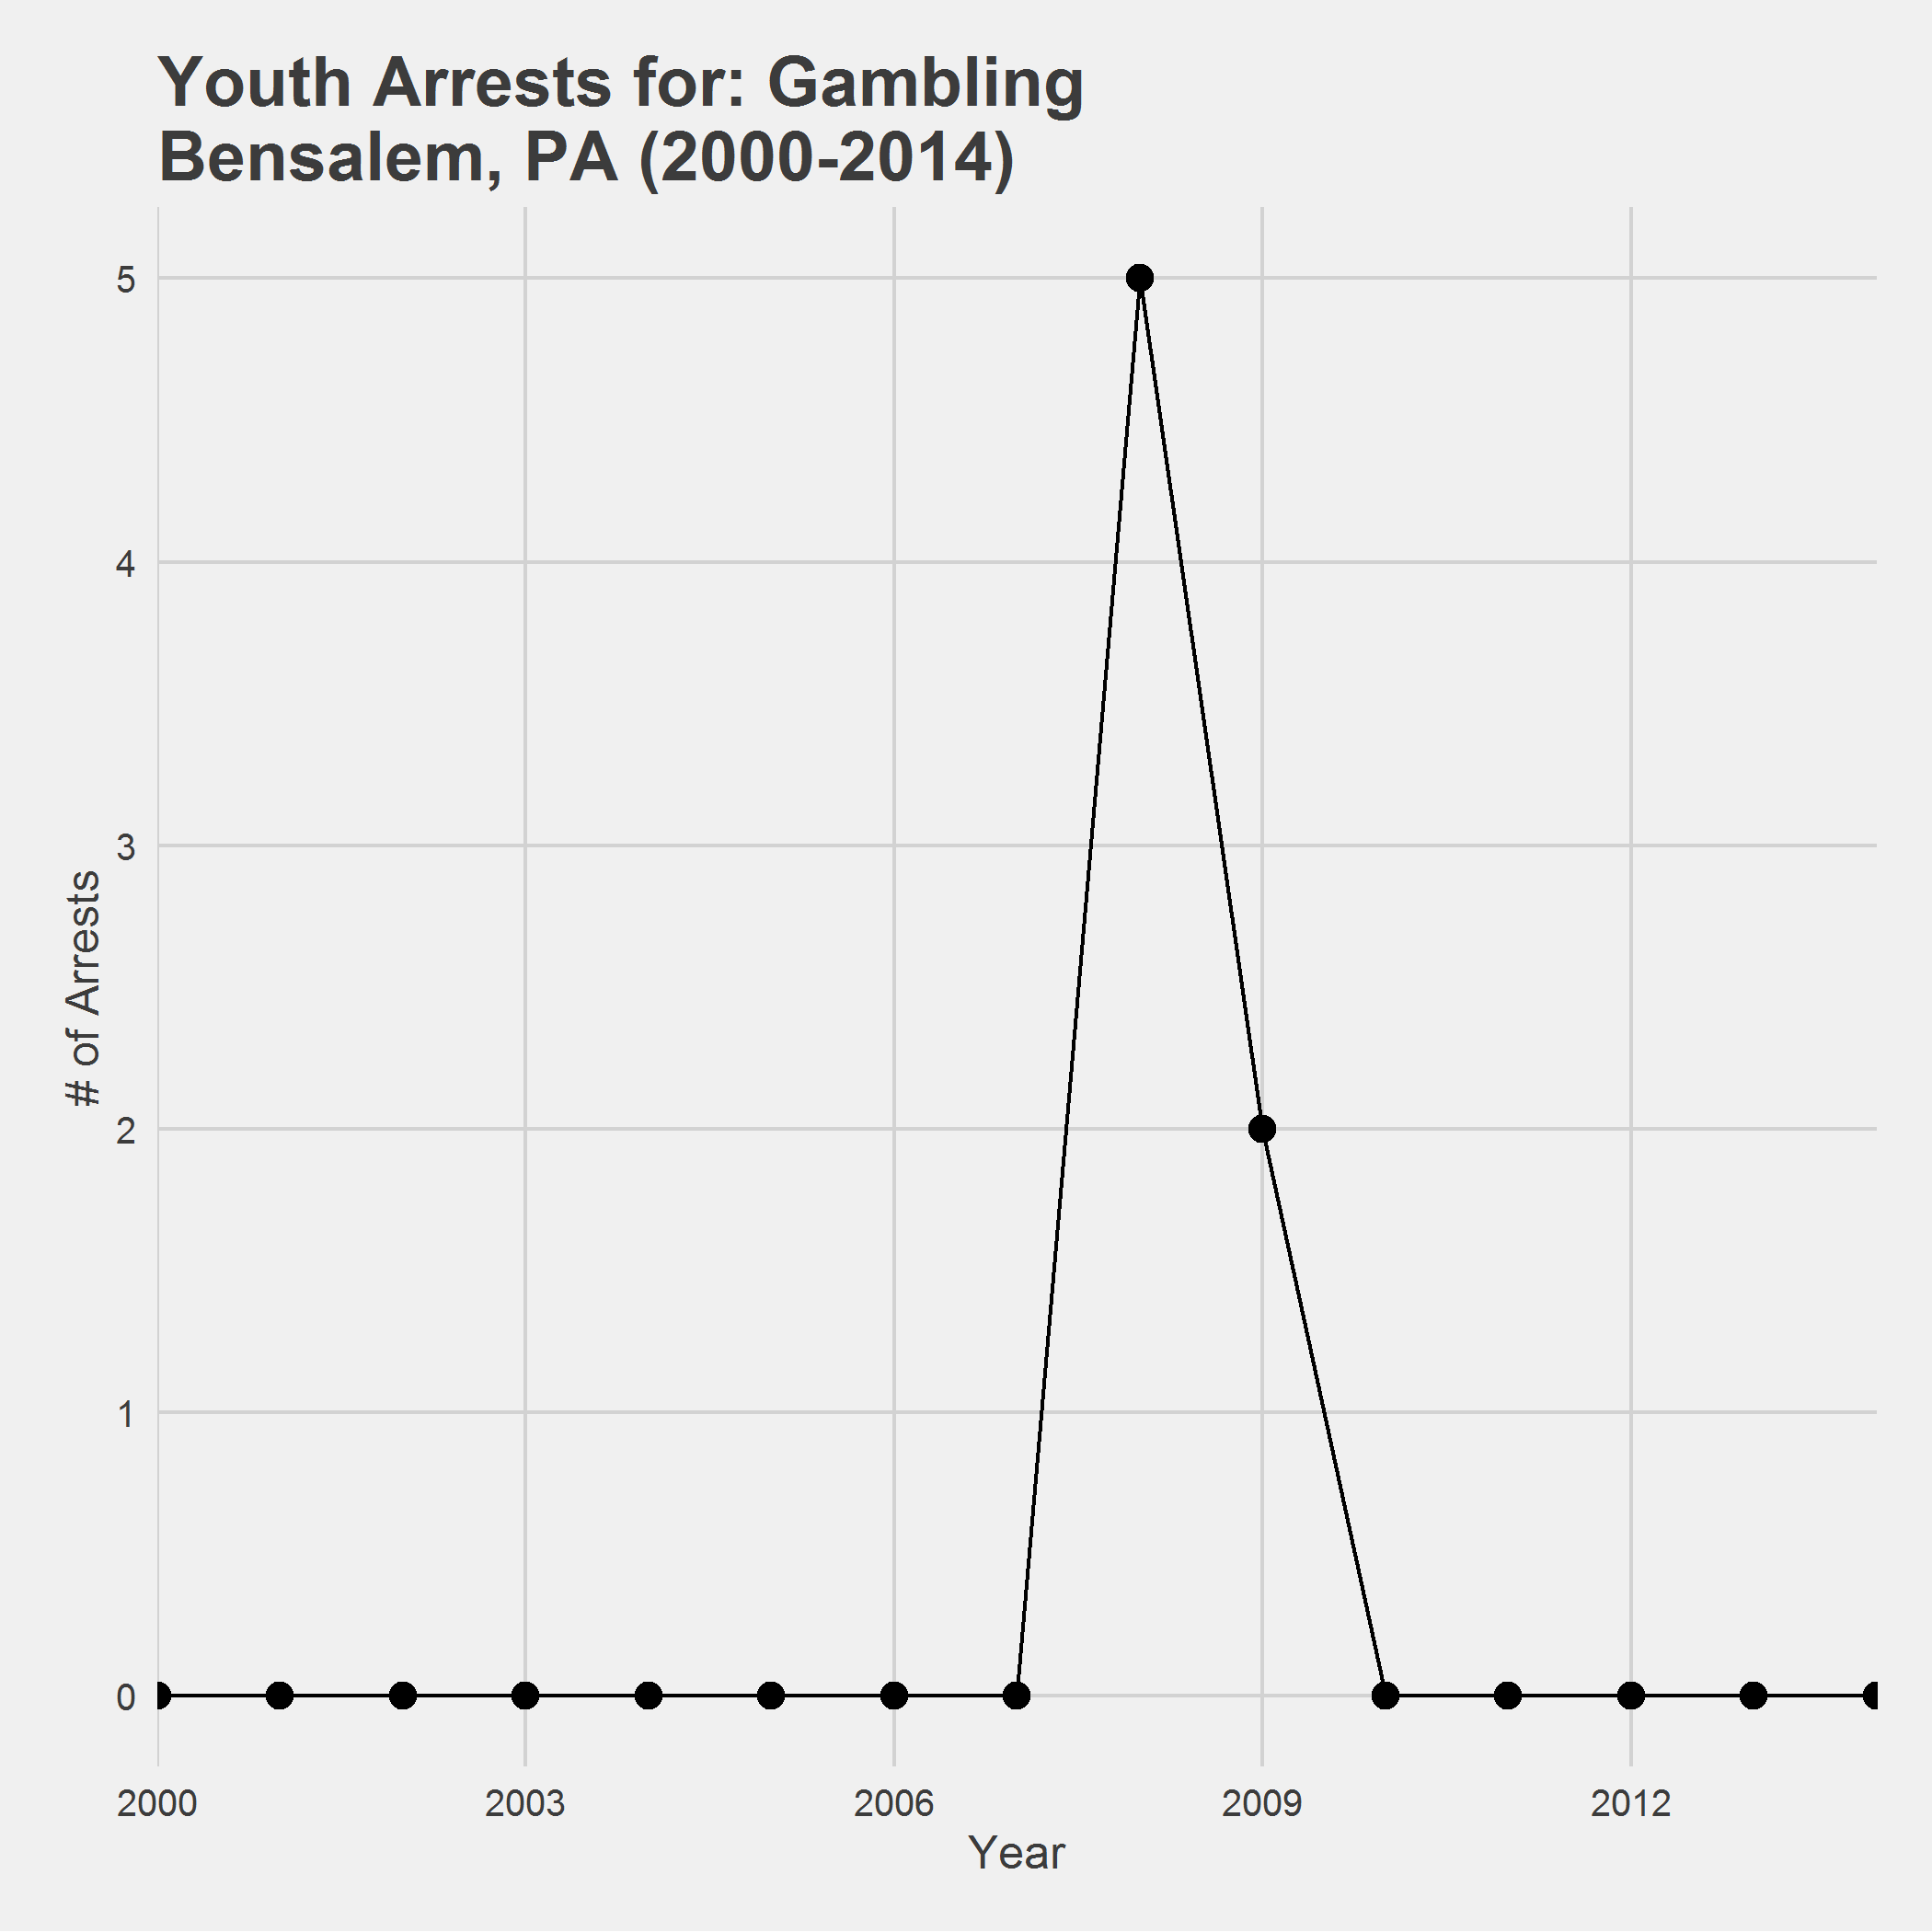 Youth Arrests for: Gambling
Bensalem, PA (2000-2014)
# of Arrests
5
4
3
2
1
0
2000 2003 2006 2009 2012
Year